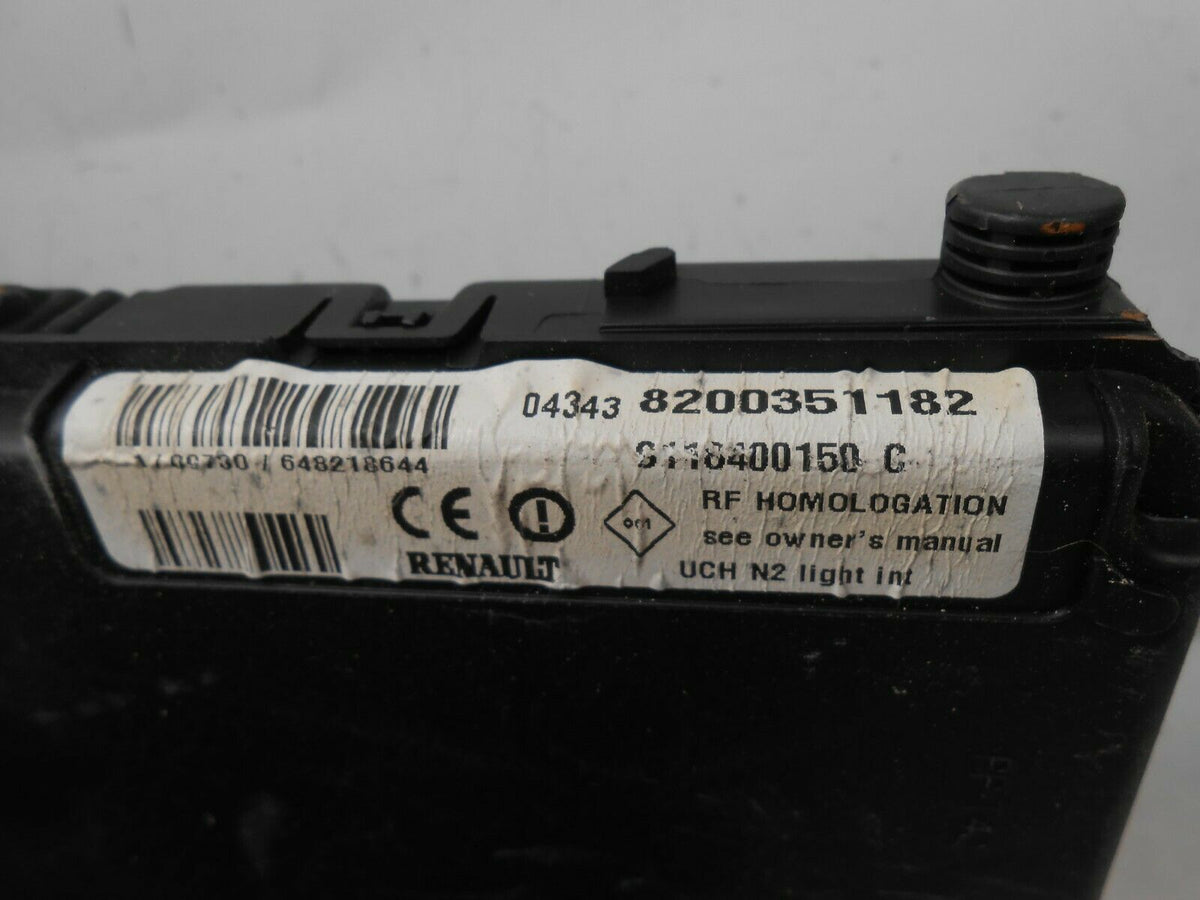 04343 8200351182
S118400150 C
648218644
CE
RENAULT
RF HOMOLOGATION
see owner's manual
UCH N2 light int